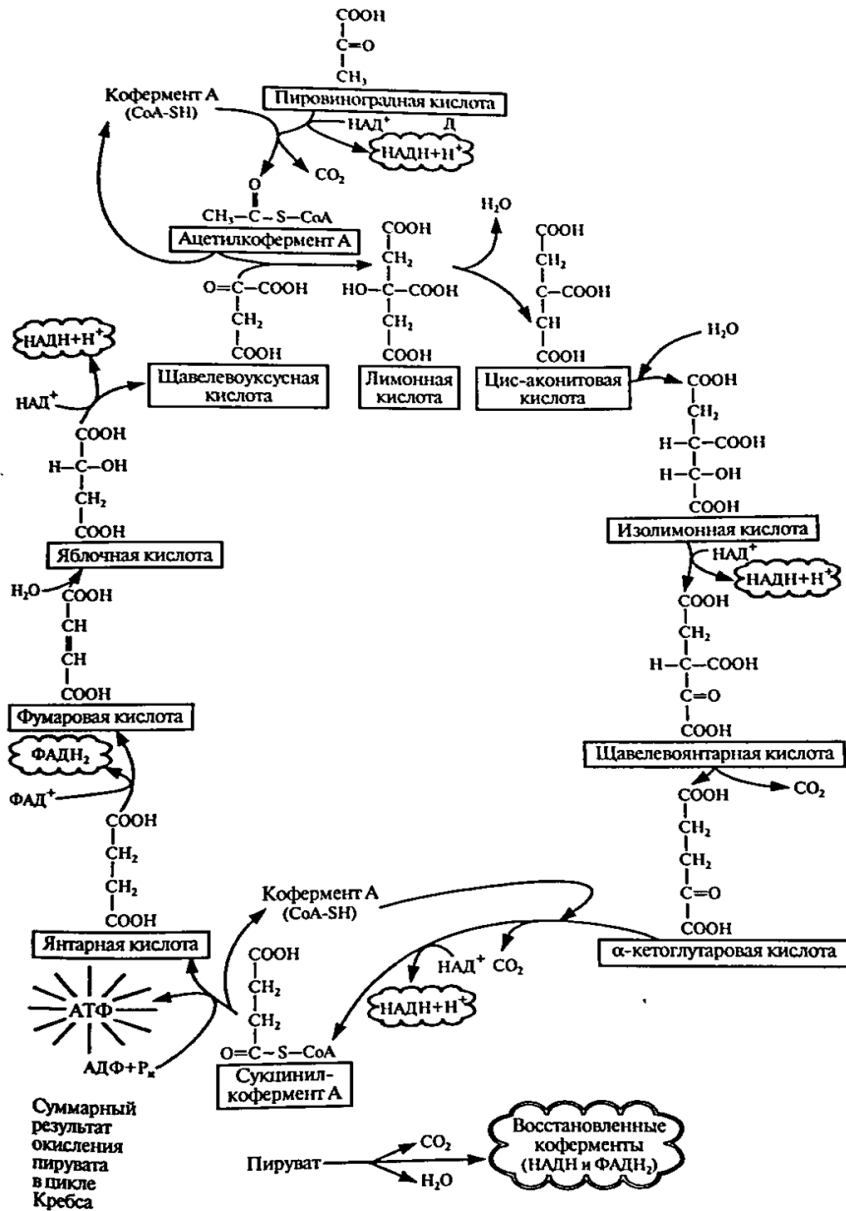 COOH
C=O
CH₃
Пировиноградная кислота
Кофермент А
(CoA-SH)
НАД⁺
Д
НАДН+Н⁺
CO₂
O
CH₃–C–S–CoA
Ацетилкофермент А
O=C–COOH
CH₂
COOH
Щавелевоуксусная
кислота
COOH
CH₂
HO–C–COOH
CH₂
COOH
Лимонная
кислота
H₂O
COOH
CH₂
C–COOH
CH
COOH
Цис-аконитовая
кислота
H₂O
COOH
CH₂
H–C–COOH
H–C–OH
COOH
Изолимонная кислота
НАД⁺
НАДН+Н⁺
COOH
CH₂
H–C–COOH
C=O
COOH
Щавелевоянтарная кислота
CO₂
COOH
CH₂
CH₂
C=O
COOH
α-кетоглутаровая кислота
Кофермент А
(CoA-SH)
НАД⁺
CO₂
НАДН+Н⁺
COOH
CH₂
CH₂
O=C–S–CoA
Сукцинил-
кофермент А
АТФ
АДФ+Рн
COOH
CH₂
CH₂
COOH
Янтарная кислота
ФАД⁺
ФАДН₂
COOH
CH
CH
COOH
Фумаровая кислота
H₂O
COOH
H–C–OH
CH₂
COOH
Яблочная кислота
НАД⁺
НАДН+Н⁺
Суммарный
результат
окисления
пирувата
в цикле
Кребса
Пируват
CO₂
H₂O
Восстановленные
коферменты
(НАДН и ФАДН₂)